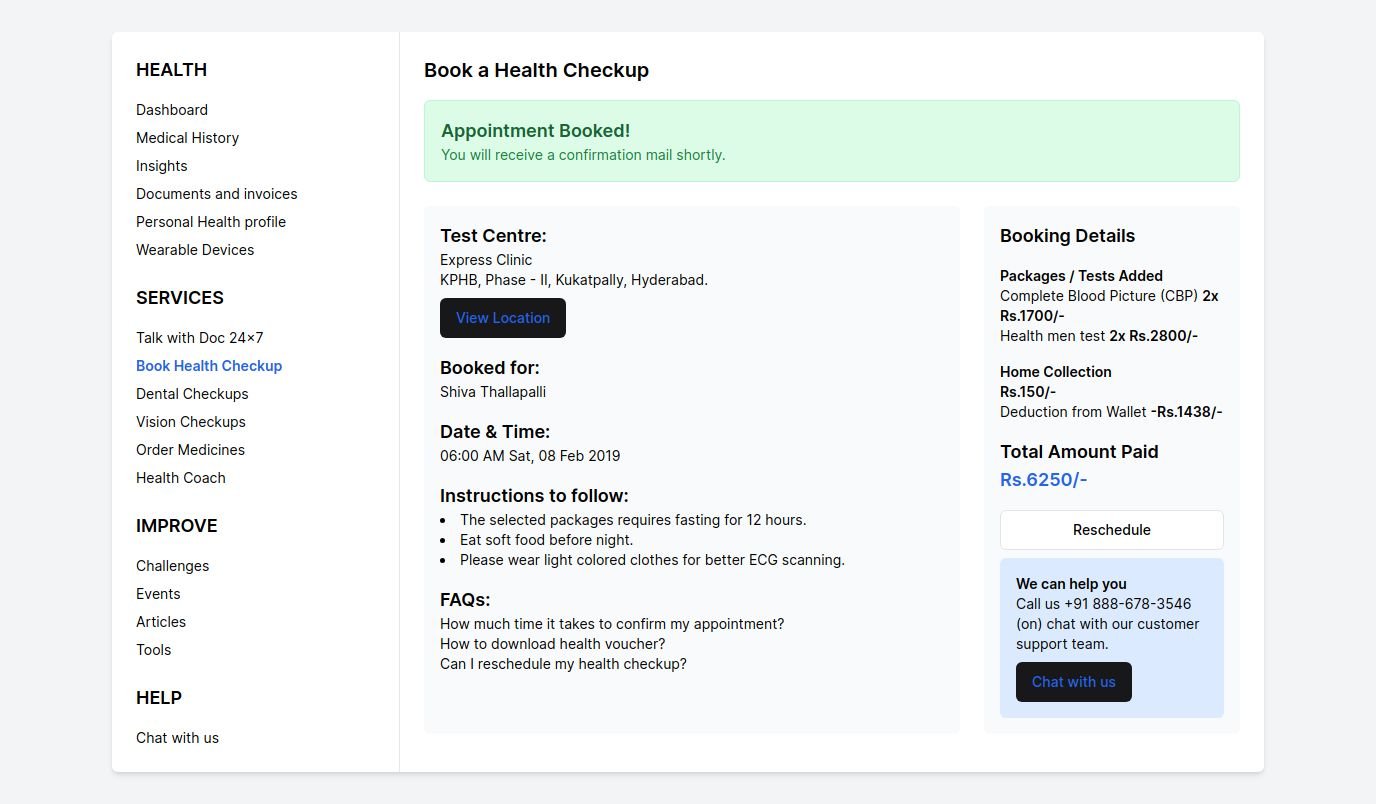 HEALTH
Dashboard
Medical History
Insights
Documents and invoices
Personal Health profile
Wearable Devices
SERVICES
Talk with Doc 24×7
Book Health Checkup
Dental Checkups
Vision Checkups
Order Medicines
Health Coach
IMPROVE
Challenges
Events
Articles
Tools
HELP
Chat with us
Book a Health Checkup
Appointment Booked!
You will receive a confirmation mail shortly.
Test Centre:
Express Clinic
KPHB, Phase - II, Kukatpally, Hyderabad.
View Location
Booked for:
Shiva Thallapalli
Date & Time:
06:00 AM Sat, 08 Feb 2019
Instructions to follow:
• The selected packages requires fasting for 12 hours.
• Eat soft food before night.
• Please wear light colored clothes for better ECG scanning.
FAQs:
How much time it takes to confirm my appointment?
How to download health voucher?
Can I reschedule my health checkup?
Booking Details
Packages / Tests Added
Complete Blood Picture (CBP) 2x
Rs.1700/-
Health men test 2x Rs.2800/-
Home Collection
Rs.150/-
Deduction from Wallet -Rs.1438/-
Total Amount Paid
Rs.6250/-
Reschedule
We can help you
Call us +91 888-678-3546
(on) chat with our customer
support team.
Chat with us